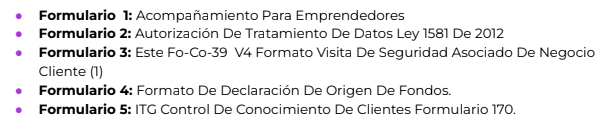 ● Formulario 1: Acompañamiento Para Emprendedores
● Formulario 2: Autorización De Tratamiento De Datos Ley 1581 De 2012
● Formulario 3: Este Fo-Co-39 V4 Formato Visita De Seguridad Asociado De Negocio
Cliente (1)
● Formulario 4: Formato De Declaración De Origen De Fondos.
● Formulario 5: ITG Control De Conocimiento De Clientes Formulario 170.